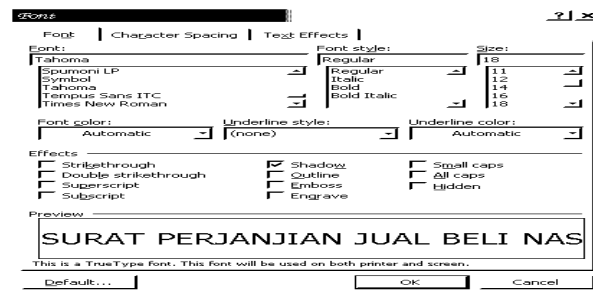 Font
Font Character Spacing Text Effects
Font: Font style: Size:
Tahoma Regular 18
Spumoni LP Regular 11
Symbol Italic 12
Tahoma Bold 14
Tempus Sans ITC Bold Italic 16
Times New Roman 18
Font color: Underline style: Underline color:
Automatic (none) Automatic
Effects
Strikethrough Shadow Small caps
Double strikethrough Outline All caps
Superscript Emboss Hidden
Subscript Engrave
Preview
SURAT PERJANJIAN JUAL BELI NAS
This is a TrueType font. This font will be used on both printer and screen.
Default... OK Cancel